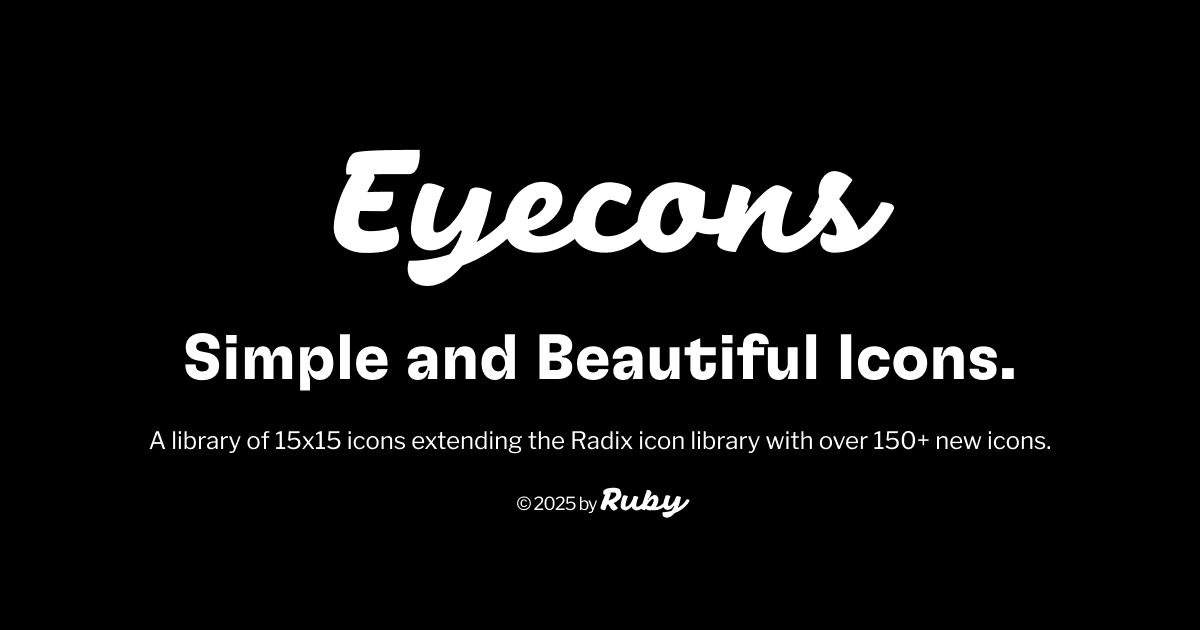 Eyecons
Simple and Beautiful Icons.
A library of 15x15 icons extending the Radix icon library with over 150+ new icons.
© 2025 by Ruby